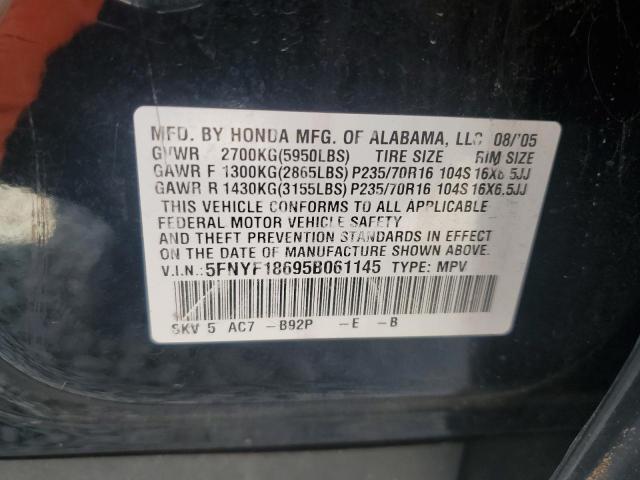 MFD. BY HONDA MFG. OF ALABAMA, LLC 08/'05
GVWR 2700KG(5950LBS) TIRE SIZE RIM SIZE
GAWR F 1300KG(2865LBS) P235/70R16 104S 16X6.5JJ
GAWR R 1430KG(3155LBS) P235/70R16 104S 16X6.5JJ
THIS VEHICLE CONFORMS TO ALL APPLICABLE
FEDERAL MOTOR VEHICLE SAFETY
AND THEFT PREVENTION STANDARDS IN EFFECT
ON THE DATE OF MANUFACTURE SHOWN ABOVE.
V.I.N.: 5FNYF18695B061145 TYPE: MPV
SKV 5 AC7 -B92P -E -B